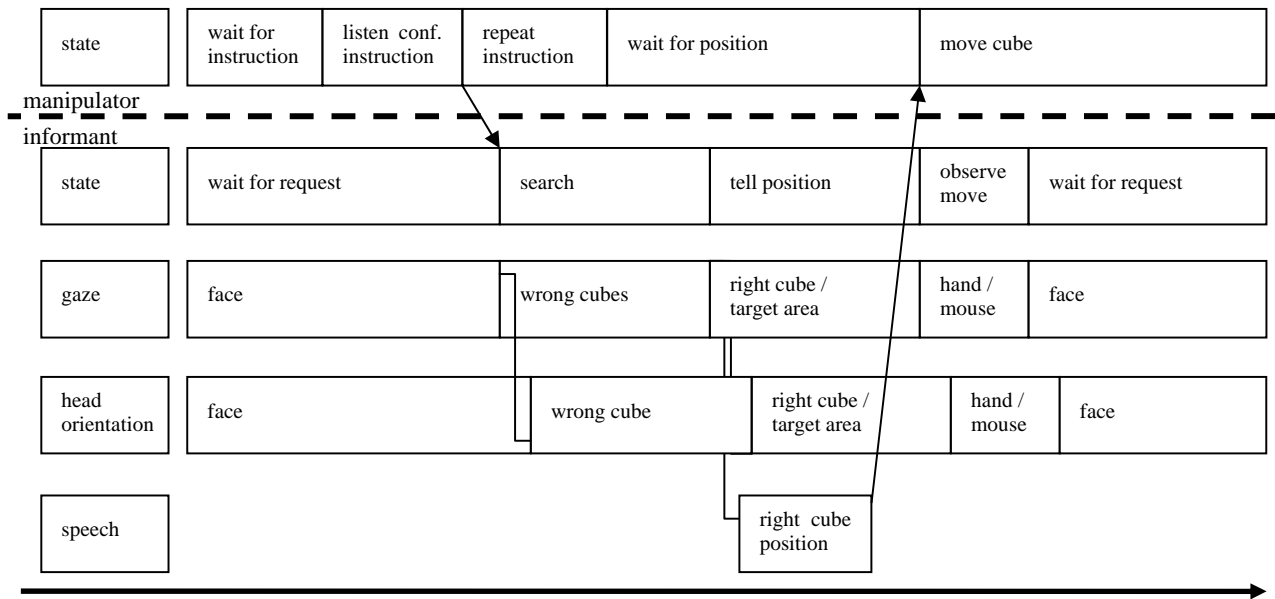 state
wait for
instruction
listen conf.
instruction
repeat
instruction
wait for position
move cube
manipulator
informant
state
wait for request
search
tell position
observe
move
wait for request
gaze
face
wrong cubes
right cube /
target area
hand /
mouse
face
head
orientation
face
wrong cube
right cube /
target area
hand /
mouse
face
speech
right cube
position